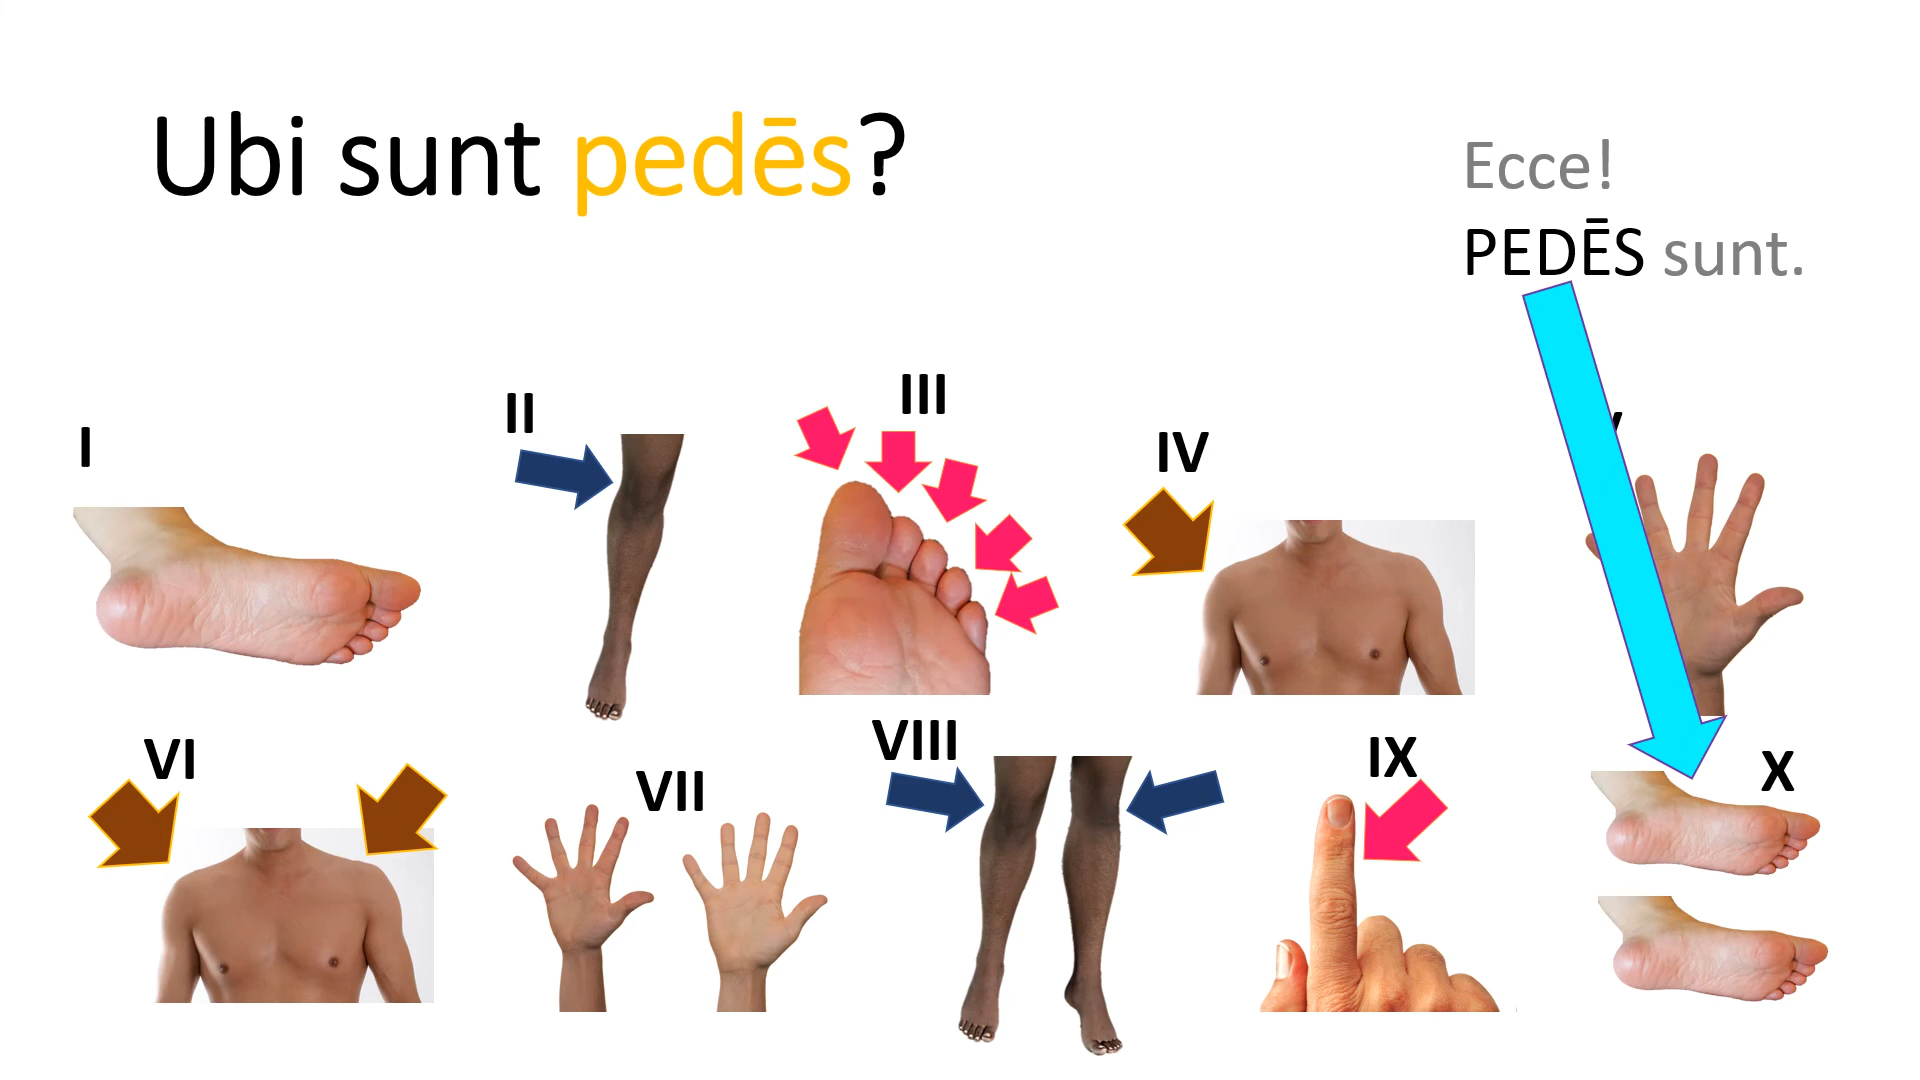 Ubi sunt pedēs?
Ecce!
PEDĒS sunt.
I
II
III
IV
VI
VII
VIII
IX
X